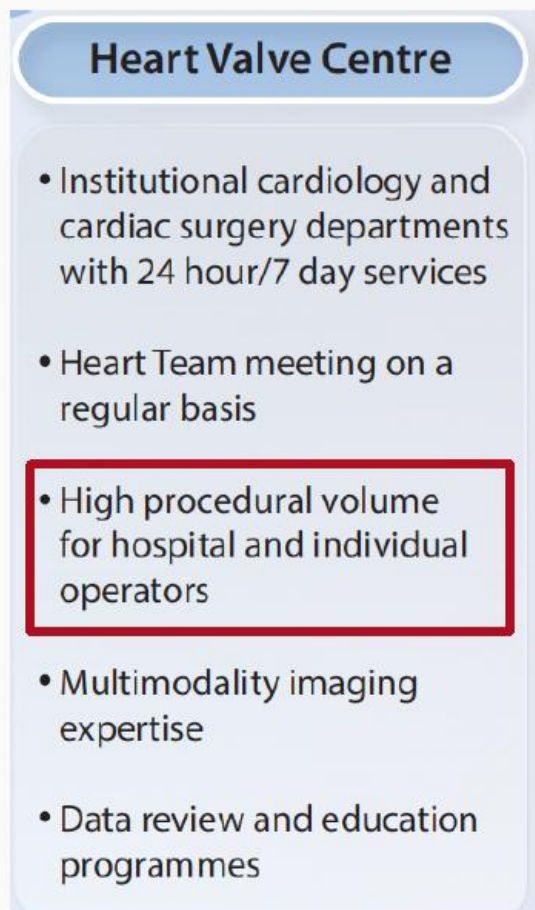 Heart Valve Centre
• Institutional cardiology and
cardiac surgery departments
with 24 hour/7 day services
• Heart Team meeting on a
regular basis
• High procedural volume
for hospital and individual
operators
• Multimodality imaging
expertise
• Data review and education
programmes